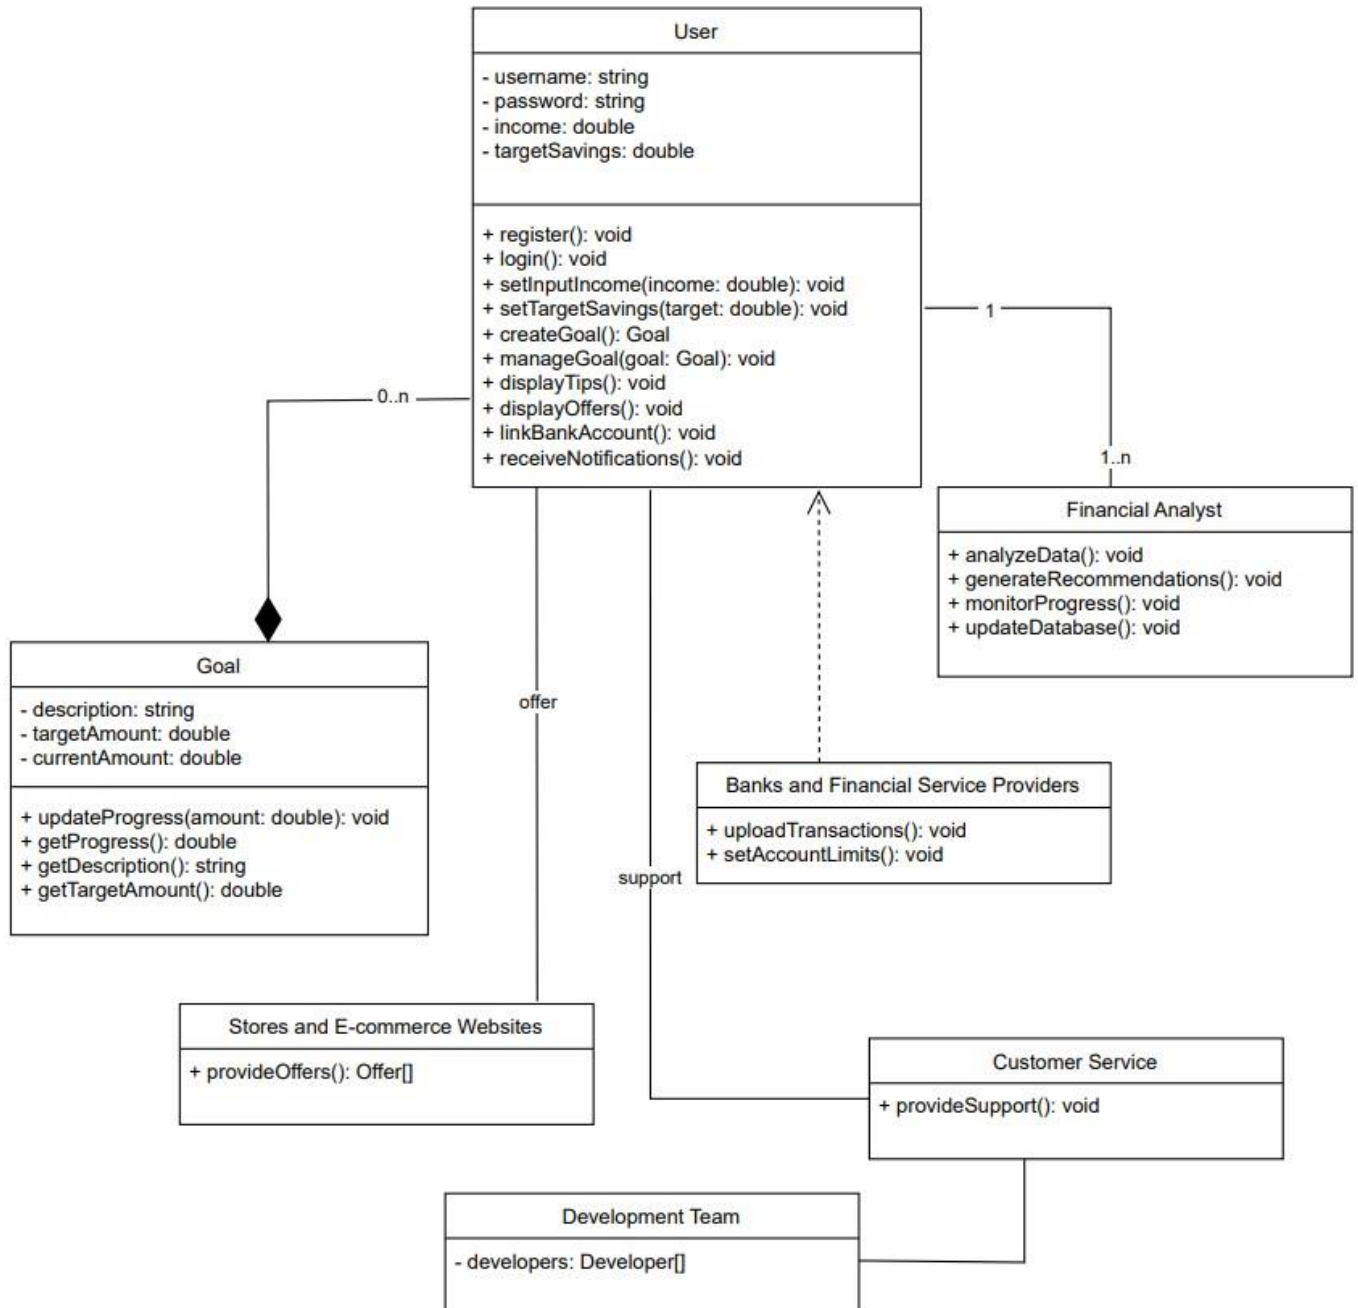 User
- username: string
- password: string
- income: double
- targetSavings: double
+ register(): void
+ login(): void
+ setInputIncome(income: double): void
+ setTargetSavings(target: double): void
+ createGoal(): Goal
+ manageGoal(goal: Goal): void
+ displayTips(): void
+ displayOffers(): void
+ linkBankAccount(): void
+ receiveNotifications(): void
1
0..n
1..n
Financial Analyst
+ analyzeData(): void
+ generateRecommendations(): void
+ monitorProgress(): void
+ updateDatabase(): void
Goal
- description: string
- targetAmount: double
- currentAmount: double
+ updateProgress(amount: double): void
+ getProgress(): double
+ getDescription(): string
+ getTargetAmount(): double
offer
Banks and Financial Service Providers
+ uploadTransactions(): void
+ setAccountLimits(): void
support
Stores and E-commerce Websites
+ provideOffers(): Offer[]
Customer Service
+ provideSupport(): void
Development Team
- developers: Developer[]